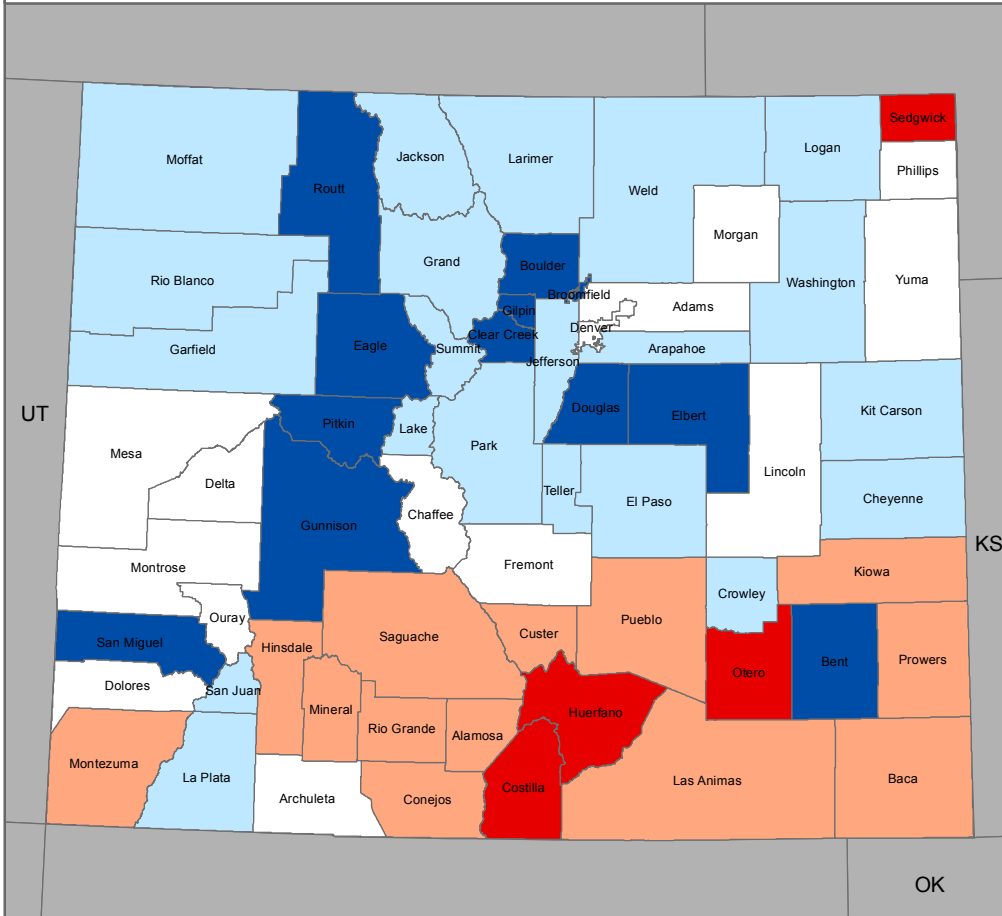 Sedgwick
Logan
Moffat
Jackson
Larimer
Phillips
Routt
Weld
Morgan
Grand
Boulder
Rio Blanco
Washington
Yuma
Broomfield
Adams
Gilpin
Denver
Clear Creek
Eagle
Summit
Garfield
Arapahoe
Jefferson
UT
Douglas
Elbert
Kit Carson
Pitkin
Lake
Park
Mesa
Lincoln
Delta
Teller
El Paso
Cheyenne
Chaffee
Gunnison
KS
Fremont
Montrose
Kiowa
Crowley
Ouray
Pueblo
San Miguel
Hinsdale
Saguache
Custer
Bent
Prowers
Otero
Dolores
San Juan
Mineral
Huerfano
Rio Grande
Alamosa
Montezuma
La Plata
Las Animas
Baca
Costilla
Archuleta
Conejos
OK